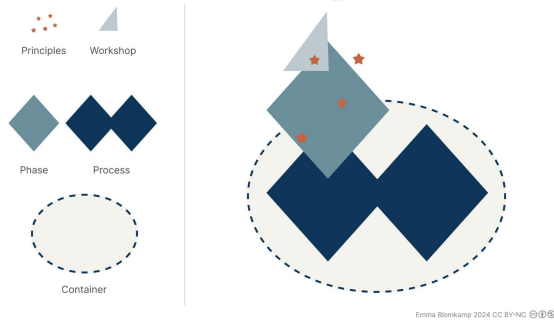 Principles
Workshop
Phase
Process
Container
Emma Blomkamp 2024 CC BY-NC